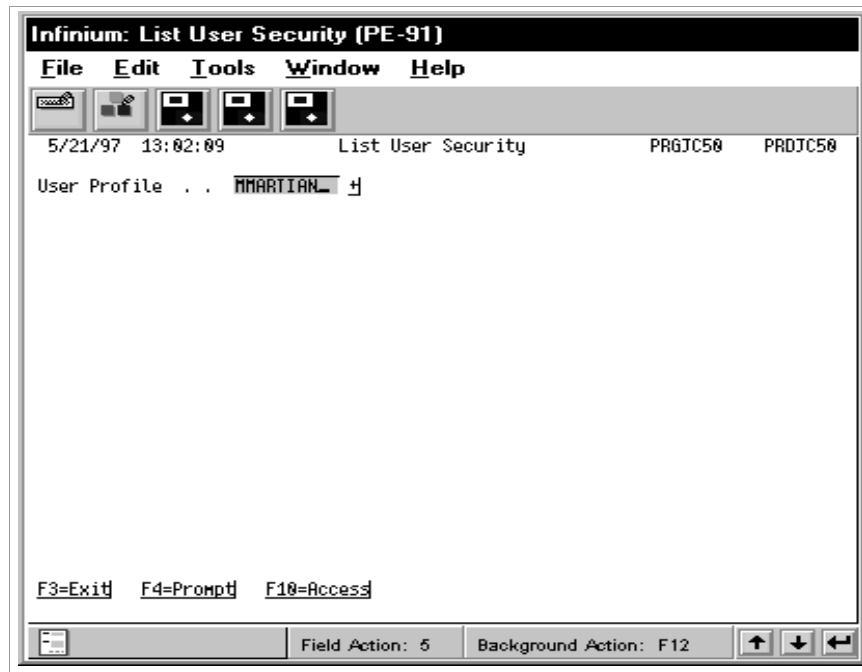 Infinium: List User Security (PE-91)
File Edit Tools Window Help
5/21/97 13:02:09 List User Security PRGJC50 PRDJC50
User Profile . . MMARTIAN_ +
F3=Exit F4=Prompt F10=Access
Field Action: 5 Background Action: F12